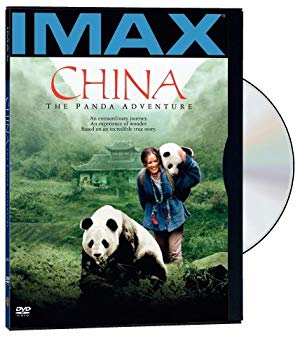 IMAX®
CHINA:
THE PANDA ADVENTURE
An extraordinary journey.
An experience of wonder.
Based on an incredible true story.
DVD